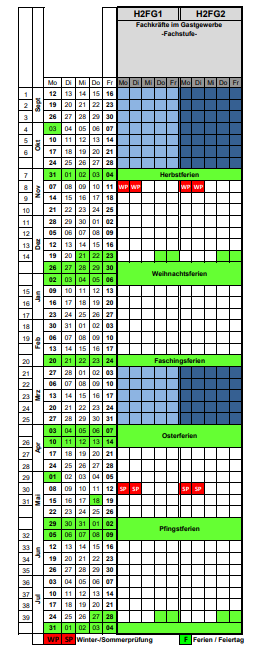 H2FG1 H2FG2
Fachkräfte im Gastgewerbe
-Fachstufe-
Mo Di Mi Do Fr Mo Di Mi Do Fr Mo Di Mi Do Fr
1 Sept 12 13 14 15 16
2 19 20 21 22 23
3 26 27 28 29 30
4 Okt 03 04 05 06 07
5 10 11 12 13 14
6 17 18 19 20 21
24 25 26 27 28
7 31 01 02 03 04 Herbstferien
8 Nov 07 08 09 10 11 WP WP WP WP
9 14 15 16 17 18
10 21 22 23 24 25
11 28 29 30 01 02
12 Dez 05 06 07 08 09
13 12 13 14 15 16
14 19 20 21 22 23
26 27 28 29 30
Weihnachtsferien
02 03 04 05 06
15 Jan 09 10 11 12 13
16 16 17 18 19 20
17 23 24 25 26 27
18 30 31 01 02 03
19 Feb 06 07 08 09 10
13 14 15 16 17
20 20 21 22 23 24 Faschingsferien
21 27 28 01 02 03
22 Mrz 06 07 08 09 10
23 13 14 15 16 17
24 20 21 22 23 24
25 27 28 29 30 31
03 04 05 06 07
Osterferien
26 Apr 10 11 12 13 14
27 17 18 19 20 21
28 24 25 26 27 28
29 01 02 03 04 05
30 Mai 08 09 10 11 12 SP SP SP SP
31 15 16 17 18 19
22 23 24 25 26
29 30 31 01 02
Pfingstferien
32 05 06 07 08 09
33 Jun 12 13 14 15 16
34 19 20 21 22 23
35 26 27 28 29 30
36 03 04 05 06 07
37 Jul 10 11 12 13 14
38 17 18 19 20 21
39 24 25 26 27 28
31 01 02 03 04
WP SP Winter-/Sommerprüfung F Ferien / Feiertag